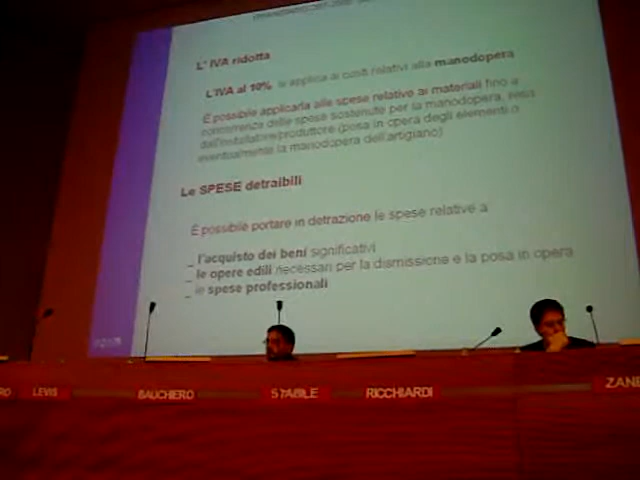 L' IVA ridotta
L'IVA al 10% si applica ai costi relativi alla manodopera
È possibile applicarla alle spese relative ai materiali fino a
concorrenza delle spese sostenute per la manodopera, resa
dall'installatore/produttore (posa in opera degli elementi o
eventualmente la manodopera dell'artigiano)
Le SPESE detraibili
È possibile portare in detrazione le spese relative a
_ l'acquisto dei beni significativi
_ le opere edili necessari per la dismissione e la posa in opera
_ le spese professionali
RO LEVIS BAUCHIERO STABILE RICCHIARDI ZANE